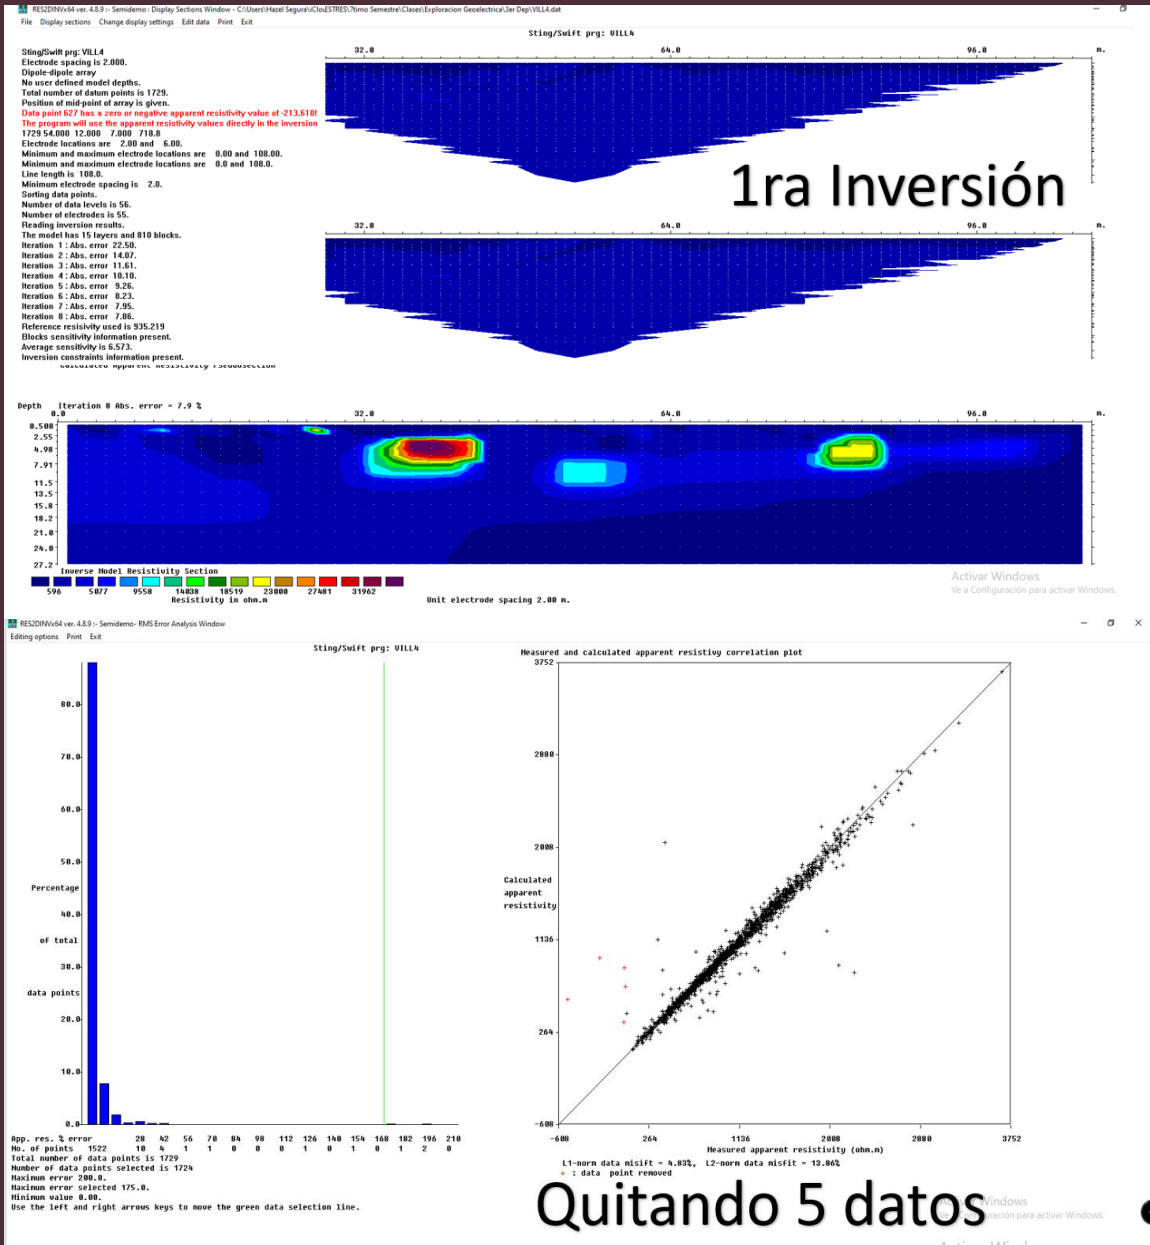 RES2DINVx64 ver. 4.8.9 :- Semidemo : Display Sections Window - C:\Users\Hazel Segura\iCloud\ESTRES\7timo Semestre\Clases\Exploracion Geoelectrica\3er Dep\VILL4.dat
File Display sections Change display settings Edit data Print Exit
Sting/Swift prg: VILL4
32.0 64.0 96.0 m.
Sting/Swift prg: VILL4
Electrode spacing is 2.000.
Dipole-dipole array
No user defined model depths.
Total number of datum points is 1729.
Position of mid-point of array is given.
Data point 627 has a zero or negative apparent resistivity value of -213.610!
The program will use the apparent resistivity values directly in the inversion
1729 54.000 12.000 7.000 718.8
Electrode locations are 2.00 and 6.00.
Minimum and maximum electrode locations are 0.00 and 108.00.
Minimum and maximum electrode locations are 0.0 and 108.0.
Line length is 108.0.
Minimum electrode spacing is 2.0.
Sorting data points.
Number of data levels is 56.
Number of electrodes is 55.
Reading inversion results.
The model has 15 layers and 810 blocks.
Iteration 1 : Abs. error 22.50.
Iteration 2 : Abs. error 14.07.
Iteration 3 : Abs. error 11.61.
Iteration 4 : Abs. error 10.10.
Iteration 5 : Abs. error 9.26.
Iteration 6 : Abs. error 8.23.
Iteration 7 : Abs. error 7.95.
Iteration 8 : Abs. error 7.86.
Reference resisivity used is 935.219
Blocks sensitivity information present.
Average sensitivity is 6.573.
Inversion constraints information present.
Calculated Apparent Resistivity Pseudosection
1ra Inversión
32.0 64.0 96.0 m.
Depth Iteration 8 Abs. error = 7.9 %
0.0 32.0 64.0 96.0 m.
0.500
2.55
4.98
7.91
11.5
13.5
15.8
18.2
21.0
24.0
27.2
Inverse Model Resistivity Section
596 5077 9558 14038 18519 23000 27481 31962
Resistivity in ohm.m Unit electrode spacing 2.00 m.
Activar Windows
Ve a Configuración para activar Windows.
RES2DINVx64 ver. 4.8.9 :- Semidemo- RMS Error Analysis Window
Editing options Print Exit
Sting/Swift prg: VILL4
80.0
70.0
60.0
50.0
Percentage
40.0
of total
30.0
data points
20.0
10.0
0.0
App. res. % error 28 42 56 70 84 98 112 126 140 154 168 182 196 210
No. of points 1522 10 4 1 1 0 0 0 1 0 1 0 1 2 0
Total number of data points is 1729
Number of data points selected is 1724
Maximum error 200.0.
Maximum error selected 175.0.
Minimum value 0.00.
Use the left and right arrows keys to move the green data selection line.
Measured and calculated apparent resistivy correlation plot
3752
2880
2008
Calculated
apparent
resistivity
1136
264
-608
-608 264 1136 2008 2880 3752
Measured apparent resistivity (ohm.m)
L1-norm data misift = 4.83%, L2-norm data misfit = 13.86%
+ : data point removed
Quitando 5 datos
Windows
ración para activar Windows.